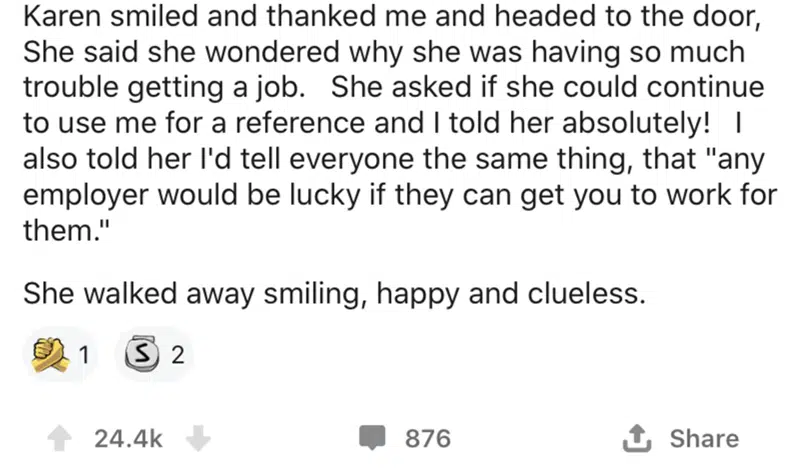 Karen smiled and thanked me and headed to the door,
She said she wondered why she was having so much
trouble getting a job.   She asked if she could continue
to use me for a reference and I told her absolutely!   I
also told her I'd tell everyone the same thing, that "any
employer would be lucky if they can get you to work for
them."
She walked away smiling, happy and clueless.
1 S 2
24.4k 876 Share